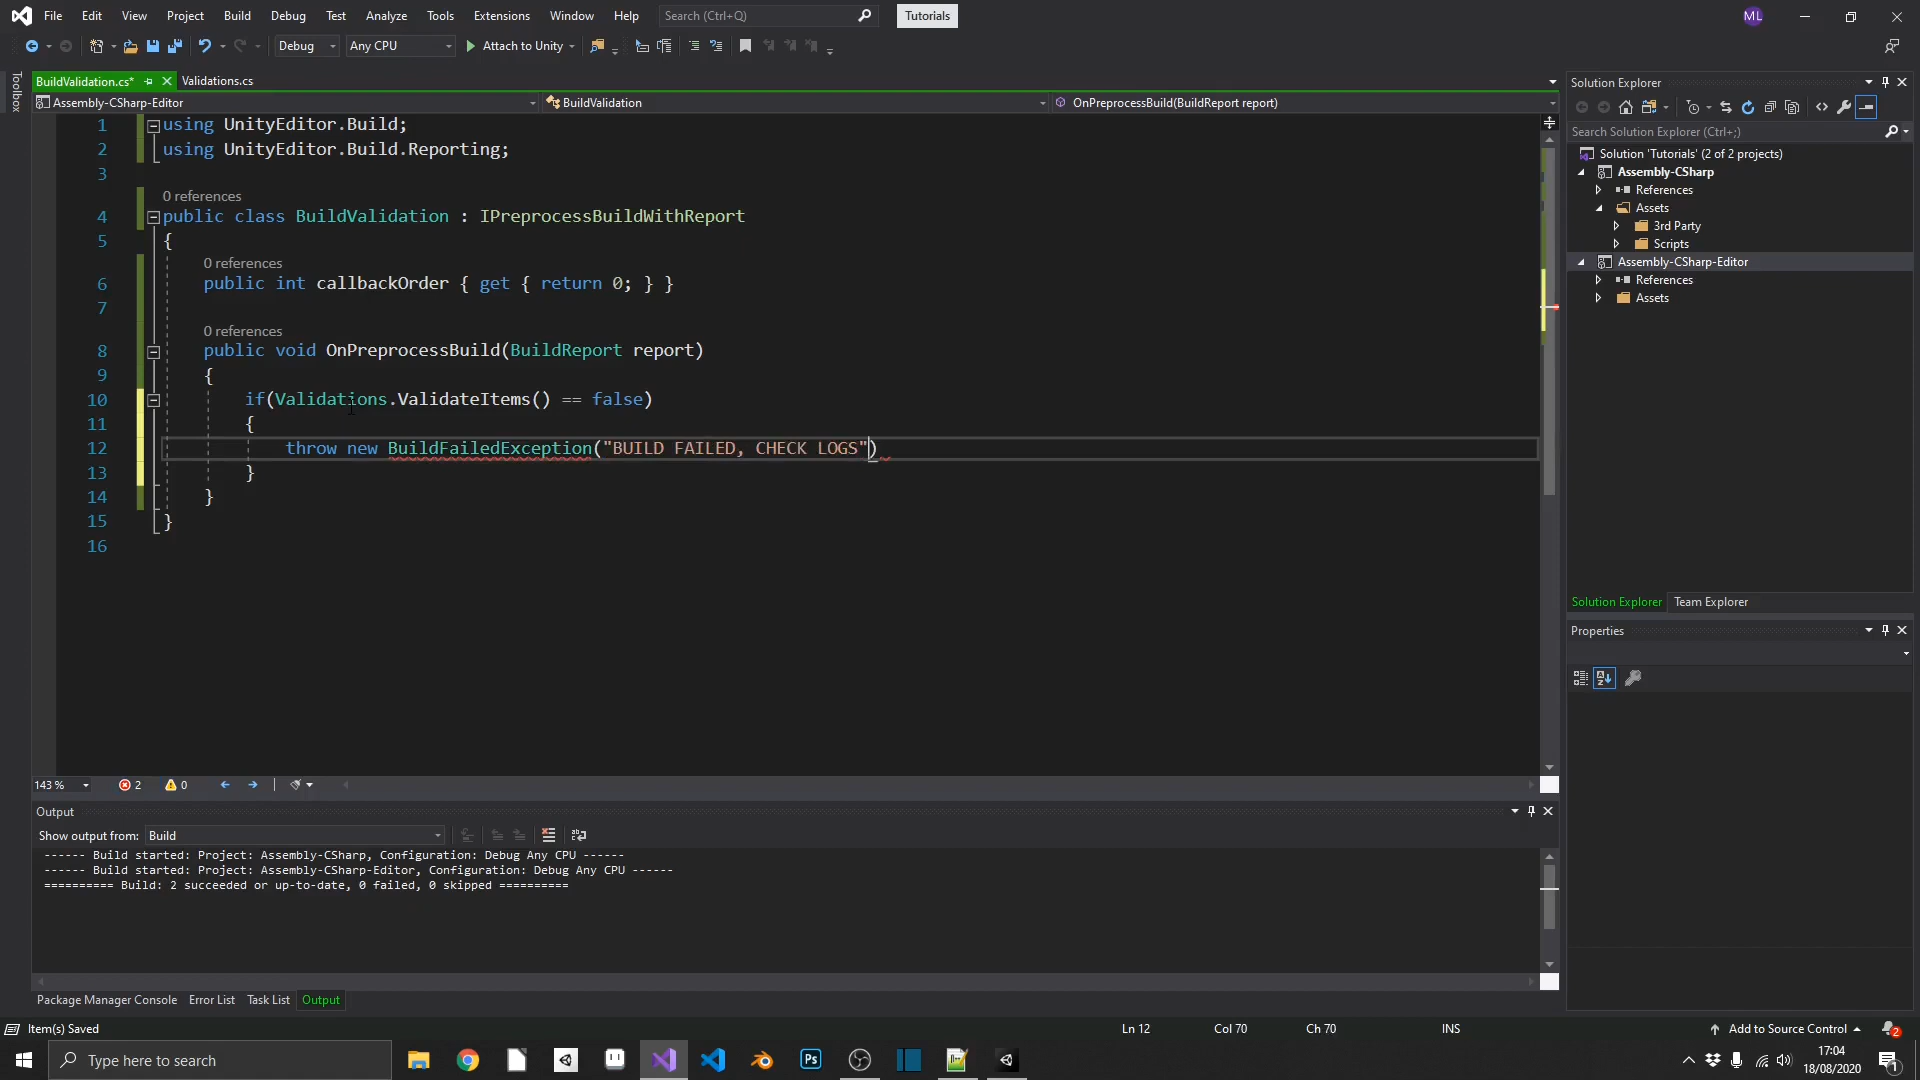 File Edit View Project Build Debug Test Analyze Tools Extensions Window Help Search (Ctrl+Q) Tutorials ML
Debug Any CPU Attach to Unity
Toolbox
BuildValidation.cs* Validations.cs
Assembly-CSharp-Editor BuildValidation OnPreprocessBuild(BuildReport report)
1 using UnityEditor.Build;
2 using UnityEditor.Build.Reporting;
3
0 references
4 public class BuildValidation : IPreprocessBuildWithReport
5 {
0 references
6 public int callbackOrder { get { return 0; } }
7
0 references
8 public void OnPreprocessBuild(BuildReport report)
9 {
10 if(Validations.ValidateItems() == false)
11 {
12 throw new BuildFailedException("BUILD FAILED, CHECK LOGS")
13 }
14 }
15 }
16
143 % 2 0
Output
Show output from: Build
------ Build started: Project: Assembly-CSharp, Configuration: Debug Any CPU ------
------ Build started: Project: Assembly-CSharp-Editor, Configuration: Debug Any CPU ------
========== Build: 2 succeeded or up-to-date, 0 failed, 0 skipped ==========
Package Manager Console Error List Task List Output
Solution Explorer
Search Solution Explorer (Ctrl+;)
Solution 'Tutorials' (2 of 2 projects)
Assembly-CSharp
References
Assets
3rd Party
Scripts
Assembly-CSharp-Editor
References
Assets
Solution Explorer Team Explorer
Properties
Item(s) Saved Ln 12 Col 70 Ch 70 INS Add to Source Control 2
Type here to search Ps 17:04
18/08/2020 1